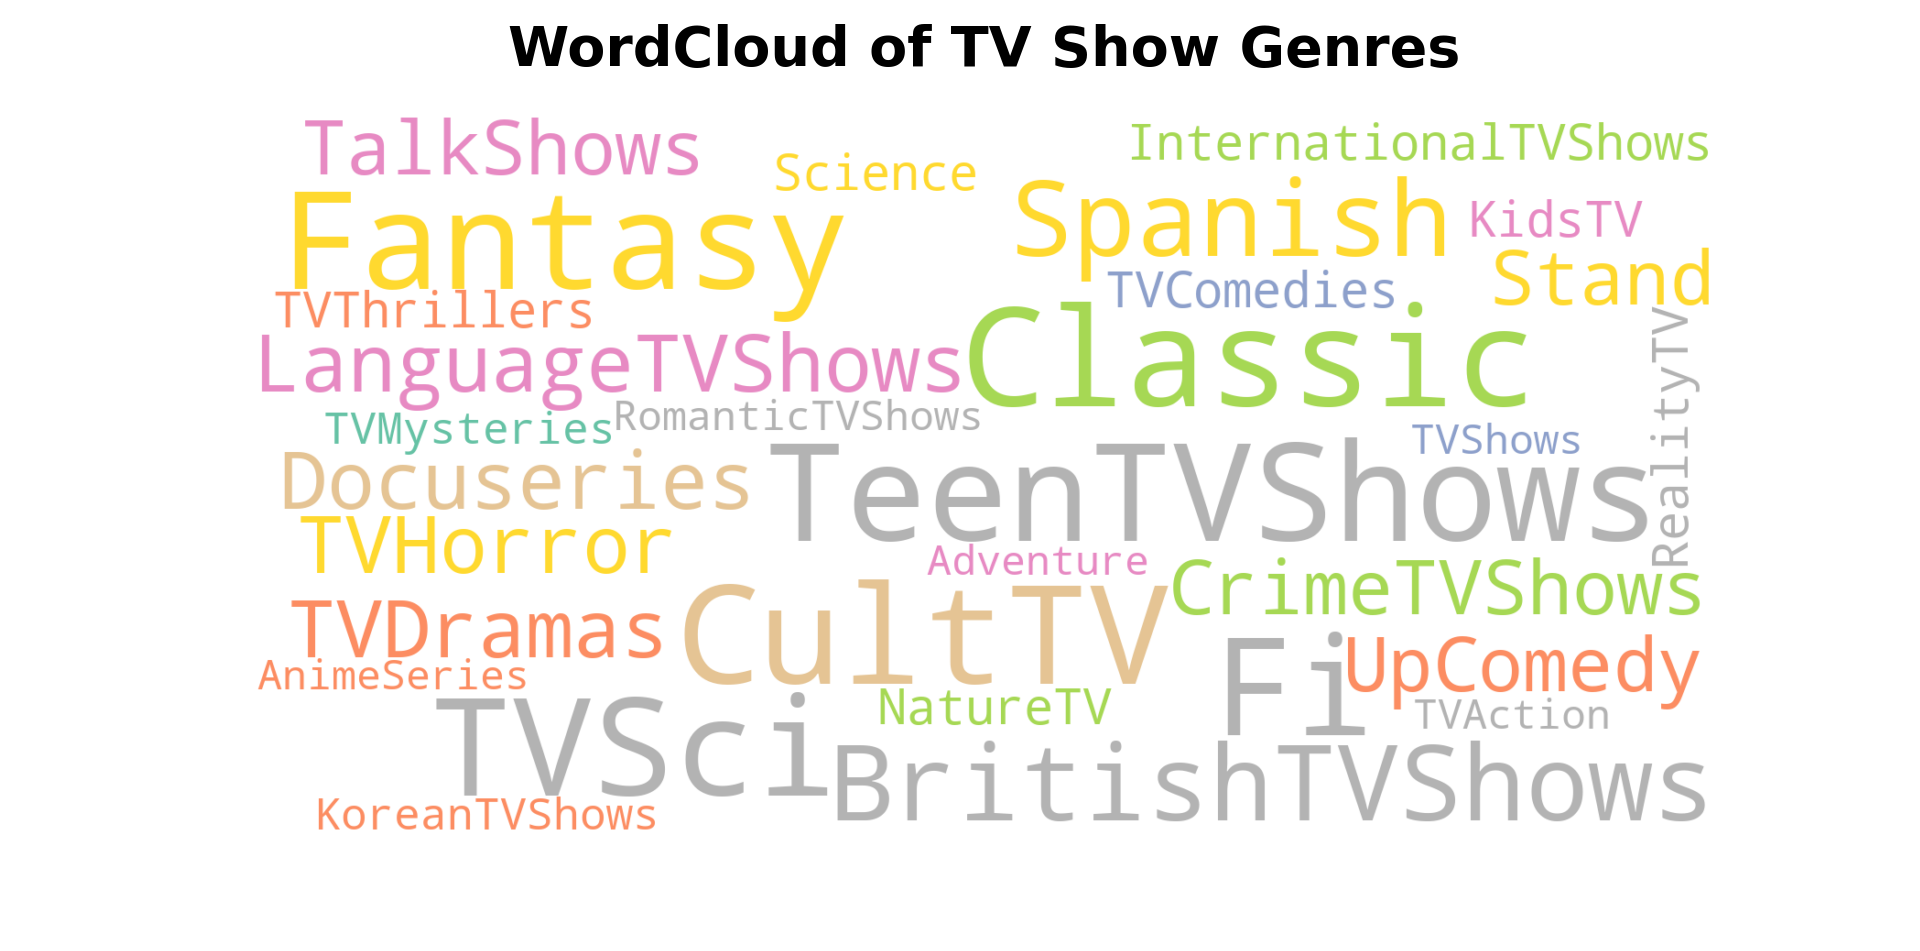 WordCloud of TV Show Genres
TalkShows
InternationalTVShows
Science
Fantasy
Spanish
KidsTV
Stand
TVComedies
TVThrillers
LanguageTVShows
Classic
RealityTV
TVMysteries
RomanticTVShows
TVShows
Docuseries
TeenTVShows
TVHorror
Adventure
CrimeTVShows
TVDramas
CultTV
Fi
UpComedy
AnimeSeries
NatureTV
TVAction
TVSci
BritishTVShows
KoreanTVShows